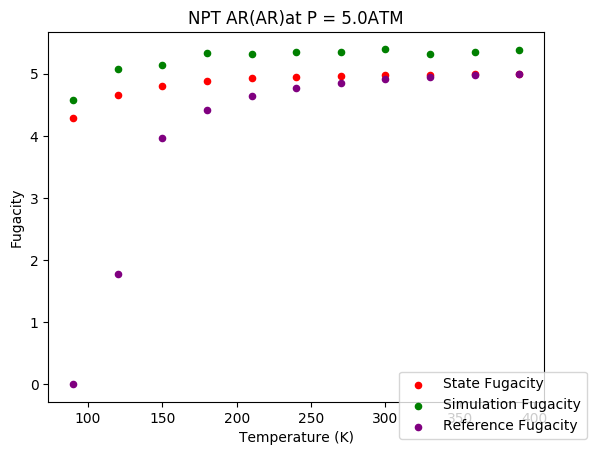 NPT AR(AR)at P = 5.0ATM
Fugacity
5
4
3
2
1
0
100
150
200
250
300
350
400
Temperature (K)
State Fugacity
Simulation Fugacity
Reference Fugacity